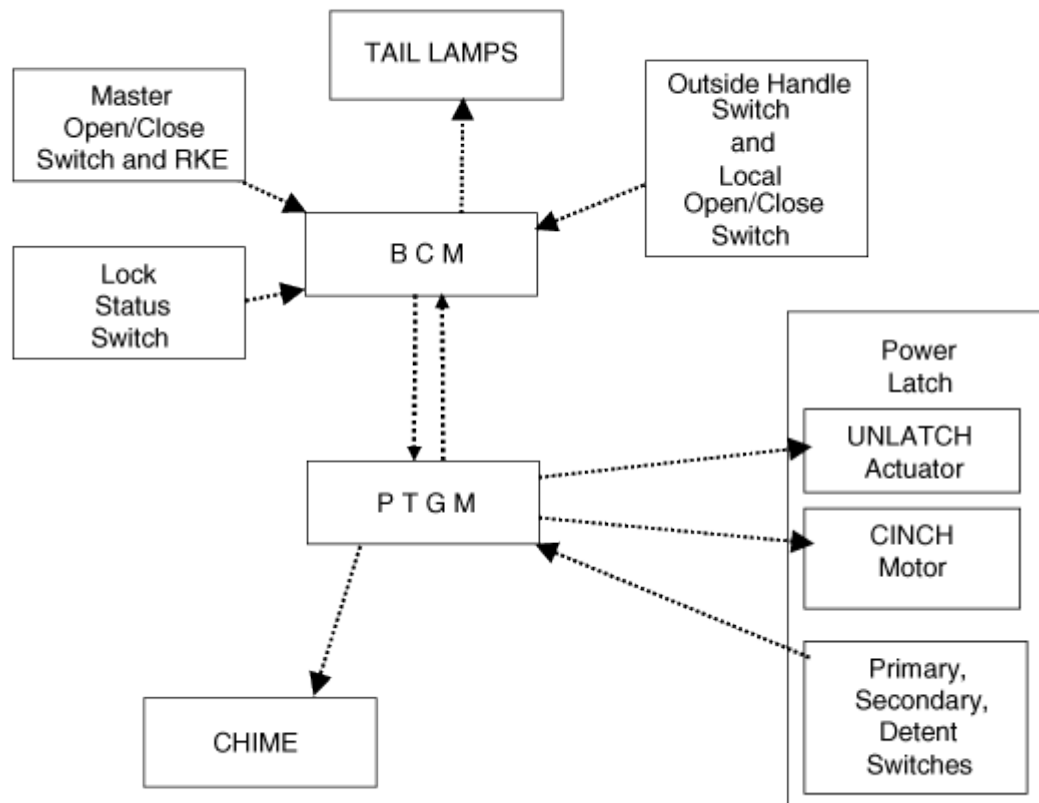 TAIL LAMPS
Master
Open/Close
Switch and RKE
Outside Handle
Switch
and
Local
Open/Close
Switch
B C M
Lock
Status
Switch
Power
Latch
UNLATCH
Actuator
P T G M
CINCH
Motor
Primary,
Secondary,
Detent
Switches
CHIME